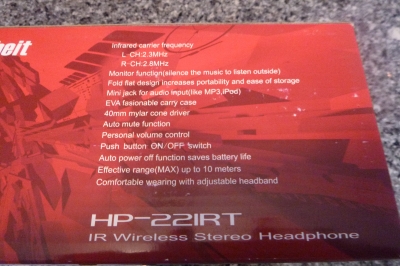 heit
Infrared carrier frequency
L-CH:2.3MHz
R-CH:2.8MHz
Monitor function(silence the music to listen outside)
Fold flat design increases portability and ease of storage
Mini jack for audio input(like MP3,iPod)
EVA fasionable carry case
40mm mylar cone driver
Auto mute function
Personal volume control
Push button ON/OFF switch
Auto power off function saves battery life
Effective range(MAX) up to 10 meters
Comfortable wearing with adjustable headband
HP-22IRT
IR Wireless Stereo Headphone